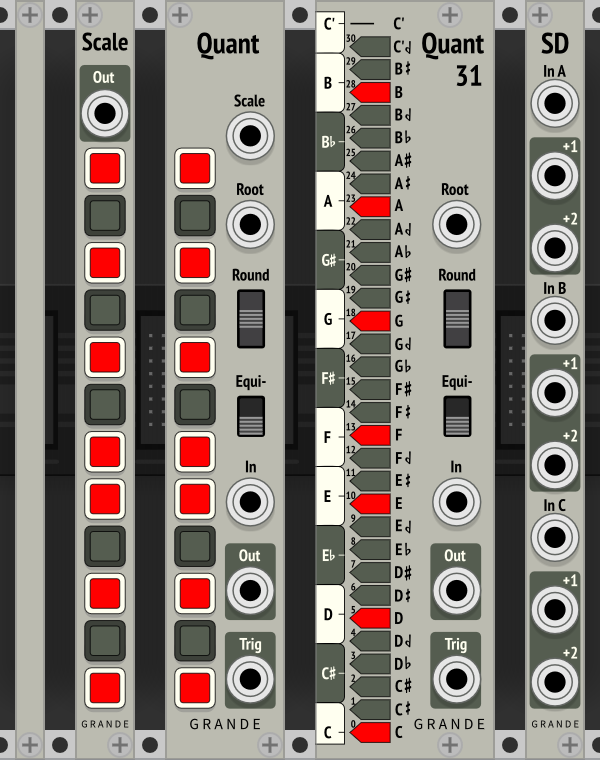 Scale
Out
GRANDE
Quant
Scale
Root
Round
Equi-
In
Out
Trig
GRANDE
C'
B
B♭
A
G♯
G
F♯
F
E
E♭
D
C♯
C
30
29
28
27
26
25
24
23
22
21
20
19
18
17
16
15
14
13
12
11
10
9
8
7
6
5
4
3
2
1
0
C'
C'𝄳
B𝄲
B
B𝄳
B♭
A♯
A𝄲
A
A𝄳
A♭
G♯
G𝄲
G
G𝄳
G♭
F♯
F𝄲
F
F𝄳
E𝄲
E
E𝄳
E♭
D♯
D𝄲
D
D𝄳
D♭
C♯
C𝄲
C
Quant
31
Root
Round
Equi-
In
Out
Trig
GRANDE
SD
In A
+1
+2
In B
+1
+2
In C
+1
+2
GRANDE